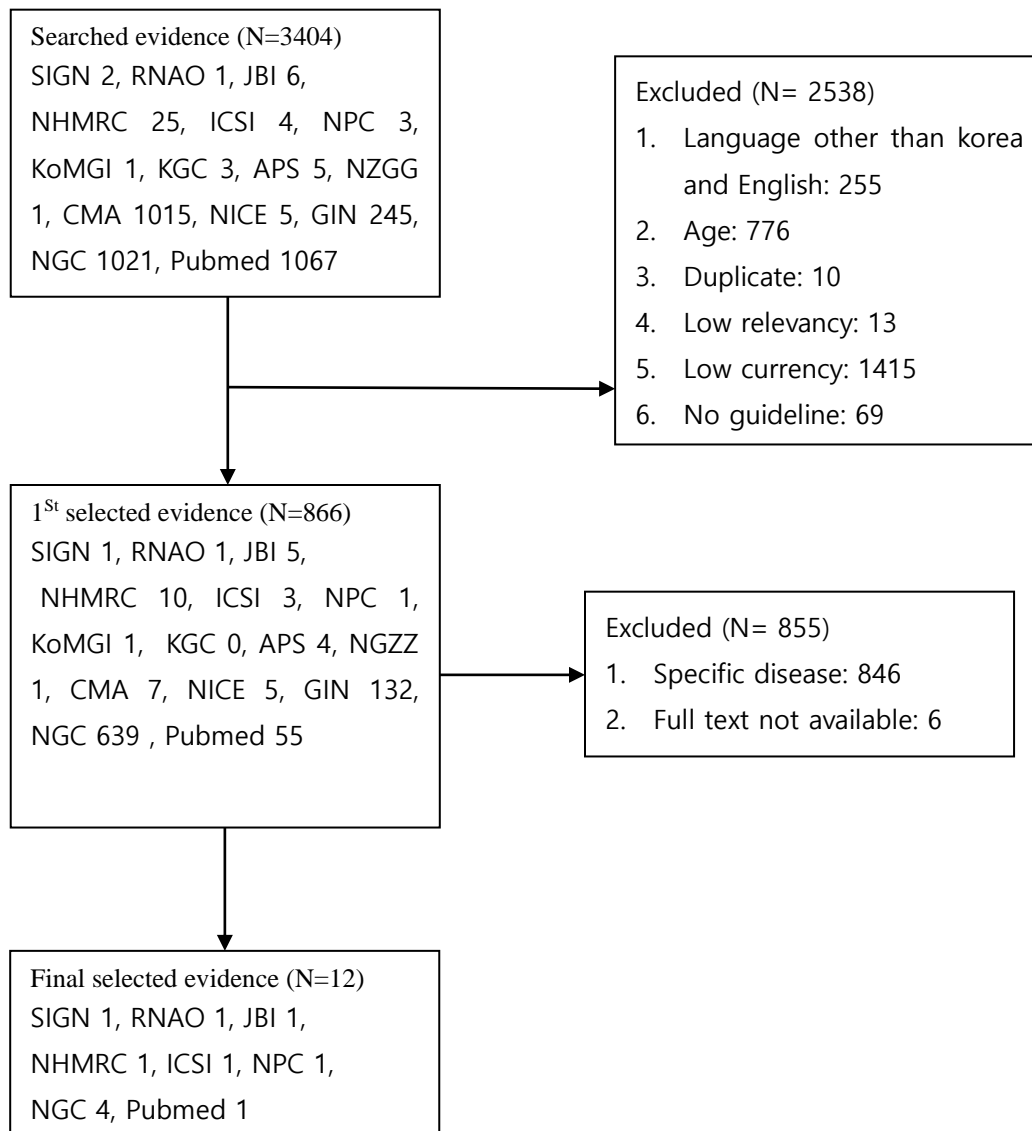 Searched evidence (N=3404)
SIGN 2, RNAO 1, JBI 6,
NHMRC 25, ICSI 4, NPC 3,
KoMGI 1, KGC 3, APS 5, NZGG
1, CMA 1015, NICE 5, GIN 245,
NGC 1021, Pubmed 1067
Excluded (N= 2538)
1. Language other than korea
and English: 255
2. Age: 776
3. Duplicate: 10
4. Low relevancy: 13
5. Low currency: 1415
6. No guideline: 69
1St selected evidence (N=866)
SIGN 1, RNAO 1, JBI 5,
NHMRC 10, ICSI 3, NPC 1,
KoMGI 1, KGC 0, APS 4, NGZZ
1, CMA 7, NICE 5, GIN 132,
NGC 639 , Pubmed 55
Excluded (N= 855)
1. Specific disease: 846
2. Full text not available: 6
Final selected evidence (N=12)
SIGN 1, RNAO 1, JBI 1,
NHMRC 1, ICSI 1, NPC 1,
NGC 4, Pubmed 1